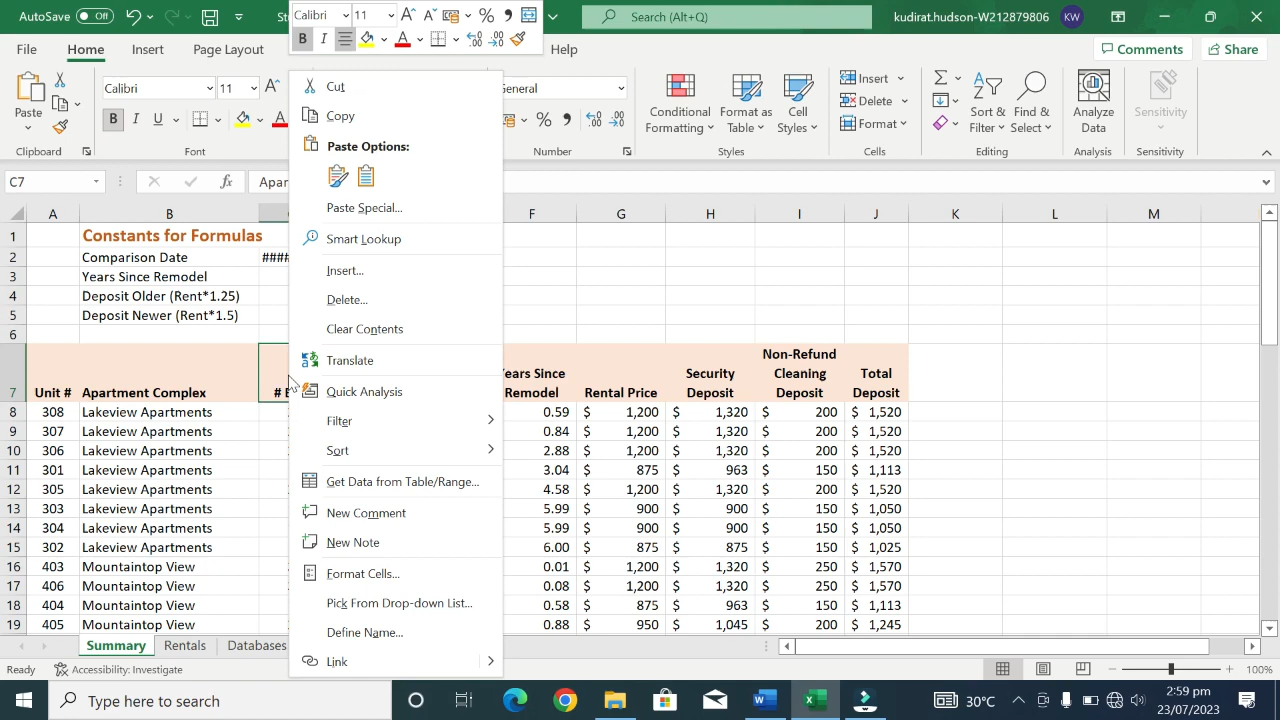 AutoSave Off
St
Search (Alt+Q)
kudirat.hudson-W212879806 KW
Calibri 11
File Home Insert Page Layout Help
Comments Share
Paste
Calibri 11
General
Conditional Formatting
Format as Table
Cell Styles
Insert
Delete
Format
Sort & Filter
Find & Select
Analyze Data
Sensitivity
Clipboard Font Number Styles Cells Editing Analysis Sensitivity
C7 fx Apar
Cut
Copy
Paste Options:
Paste Special...
Smart Lookup
Insert...
Delete...
Clear Contents
Translate
Quick Analysis
Filter
Sort
Get Data from Table/Range...
New Comment
New Note
Format Cells...
Pick From Drop-down List...
Define Name...
Link
A B F G H I J K L M
1 Constants for Formulas
2 Comparison Date ####
3 Years Since Remodel
4 Deposit Older (Rent*1.25)
5 Deposit Newer (Rent*1.5)
6
7 Unit # Apartment Complex # B ears Since Remodel Rental Price Security Deposit Non-Refund Cleaning Deposit Total Deposit
8 308 Lakeview Apartments 0.59 $ 1,200 $ 1,320 $ 200 $ 1,520
9 307 Lakeview Apartments 0.84 $ 1,200 $ 1,320 $ 200 $ 1,520
10 306 Lakeview Apartments 2.88 $ 1,200 $ 1,320 $ 200 $ 1,520
11 301 Lakeview Apartments 3.04 $ 875 $ 963 $ 150 $ 1,113
12 305 Lakeview Apartments 4.58 $ 1,200 $ 1,320 $ 200 $ 1,520
13 303 Lakeview Apartments 5.99 $ 900 $ 900 $ 150 $ 1,050
14 304 Lakeview Apartments 5.99 $ 900 $ 900 $ 150 $ 1,050
15 302 Lakeview Apartments 6.00 $ 875 $ 875 $ 150 $ 1,025
16 403 Mountaintop View 0.01 $ 1,200 $ 1,320 $ 250 $ 1,570
17 406 Mountaintop View 0.08 $ 1,200 $ 1,320 $ 250 $ 1,570
18 404 Mountaintop View 0.58 $ 875 $ 963 $ 150 $ 1,113
19 405 Mountaintop View 0.88 $ 950 $ 1,045 $ 200 $ 1,245
Summary Rentals Databases
Ready Accessibility: Investigate 100%
Type here to search
30°C
2:59 pm
23/07/2023